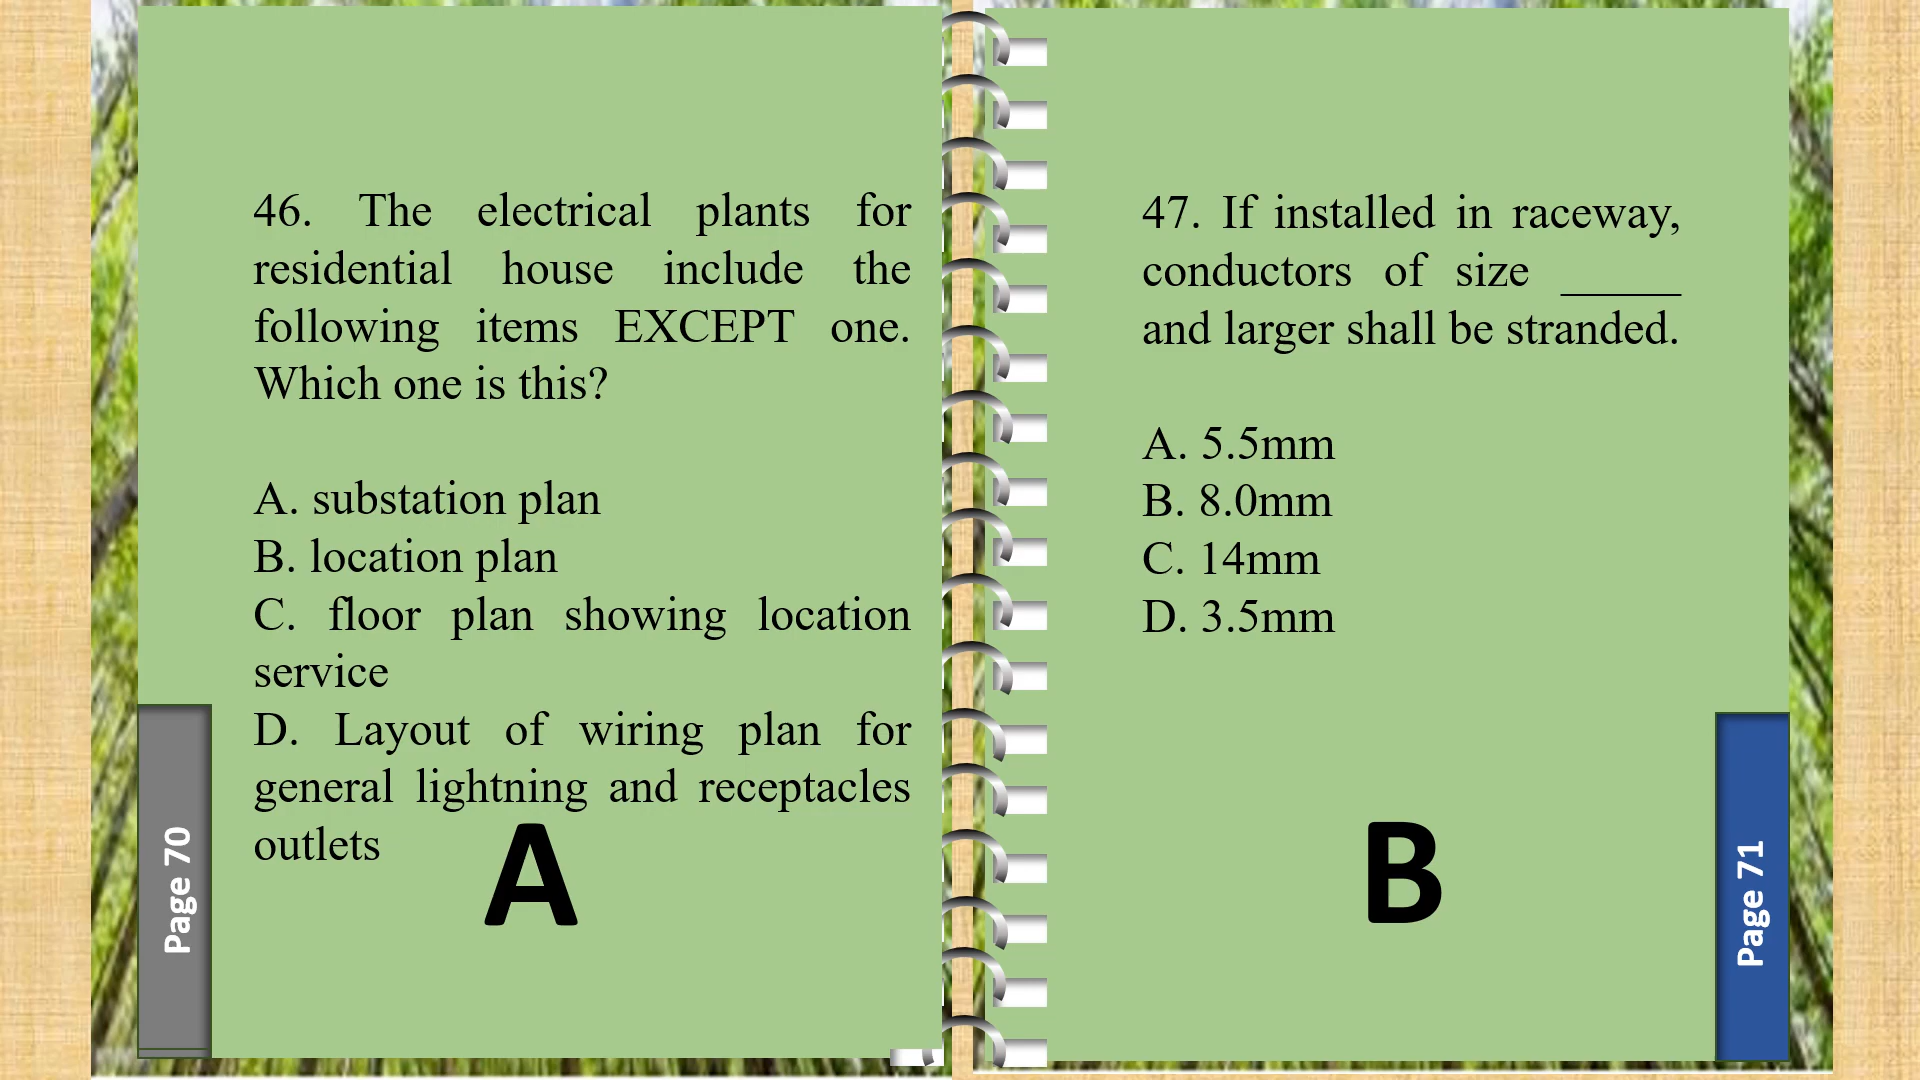 46. The electrical plants for
residential house include the
following items EXCEPT one.
Which one is this?
A. substation plan
B. location plan
C. floor plan showing location
service
D. Layout of wiring plan for
general lightning and receptacles
outlets
A
Page 70
47. If installed in raceway,
conductors of size _____
and larger shall be stranded.
A. 5.5mm
B. 8.0mm
C. 14mm
D. 3.5mm
B
Page 71